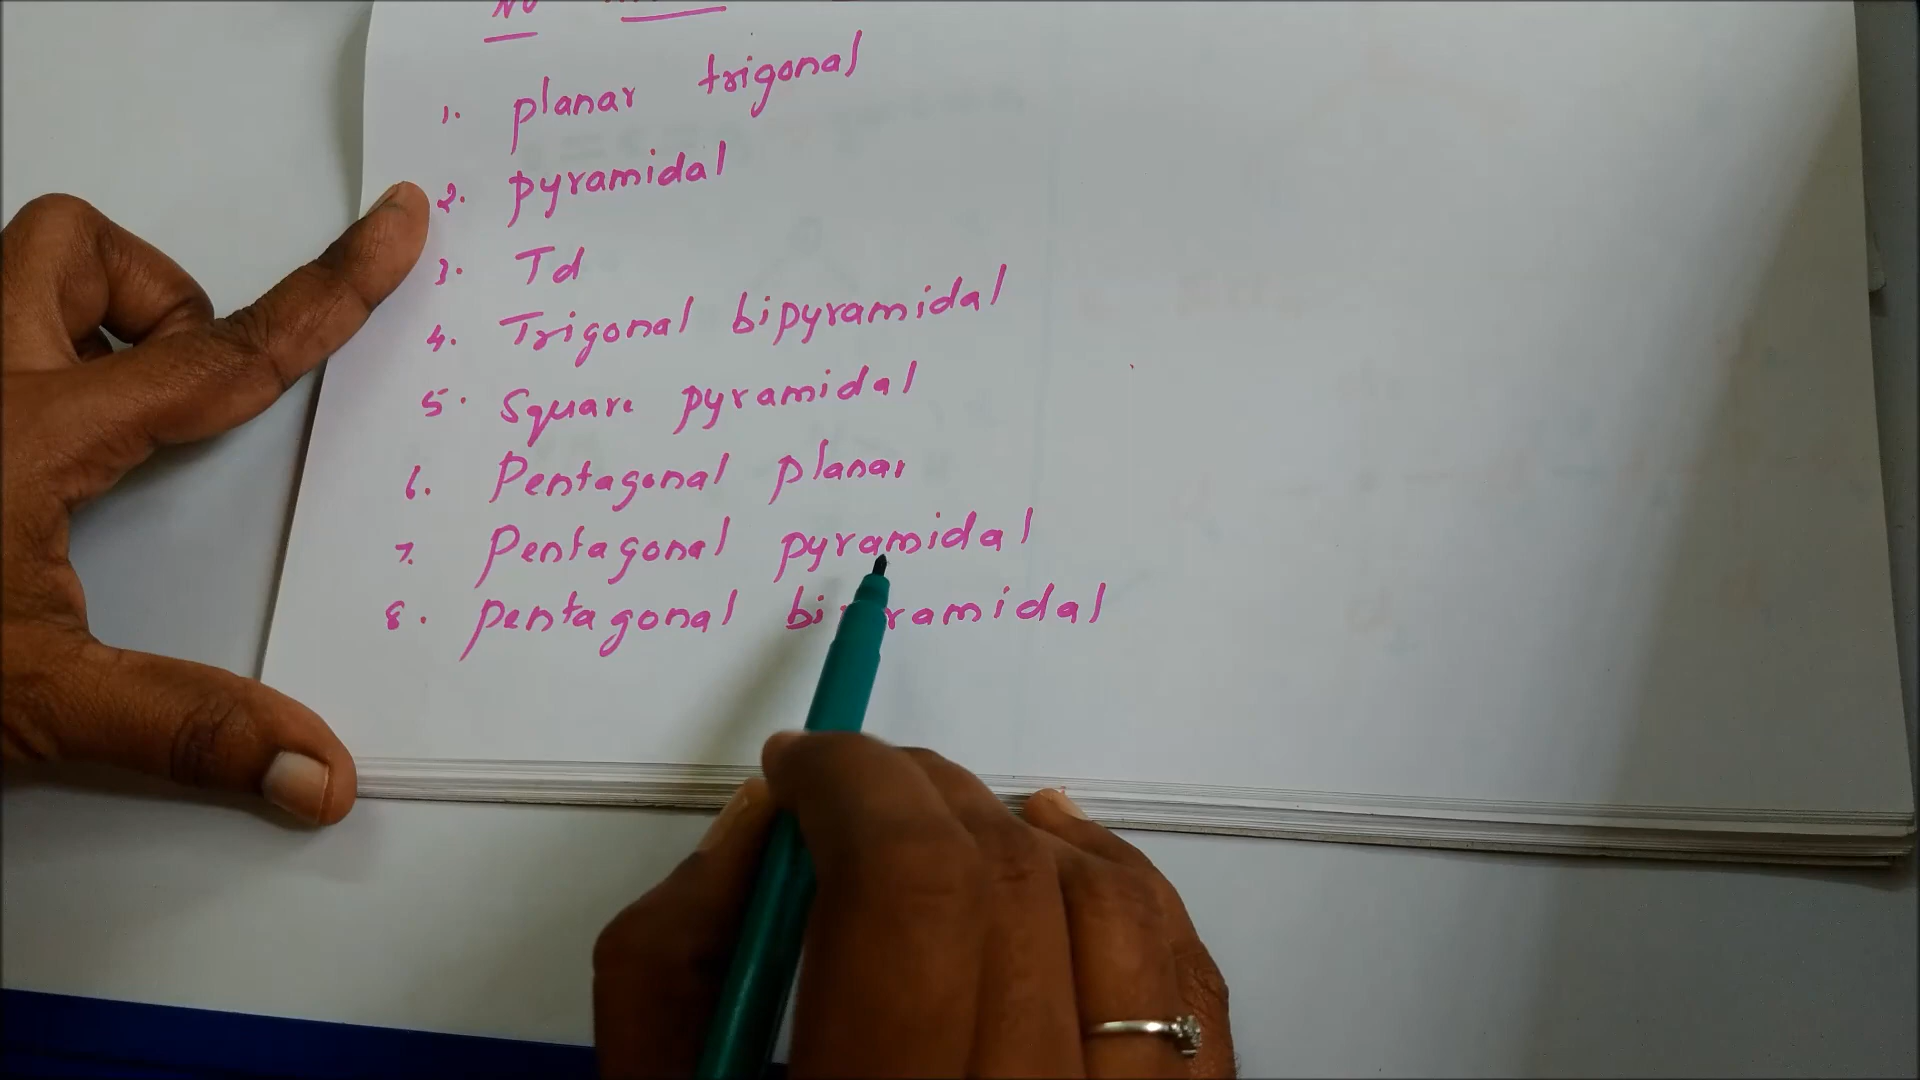 No
1. planar trigonal
2. pyramidal
3. Td
4. Trigonal bipyramidal
5. Square pyramidal
6. Pentagonal planar
7. Pentagonal pyramidal
8. pentagonal